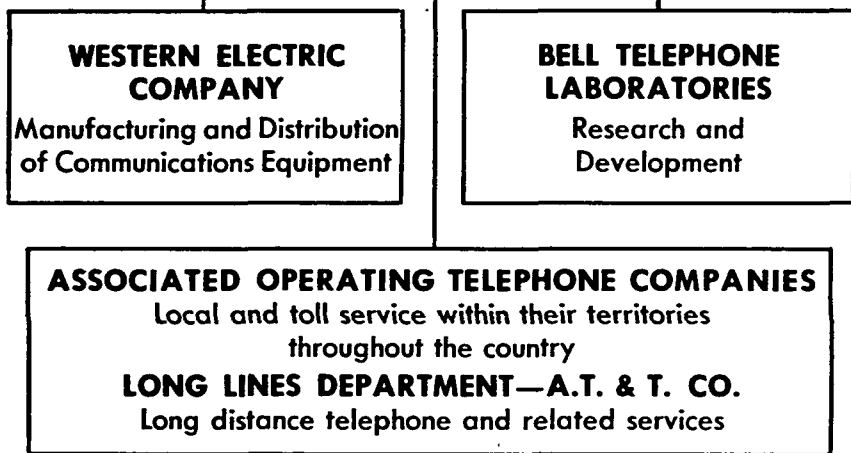 WESTERN ELECTRIC
COMPANY
Manufacturing and Distribution
of Communications Equipment
BELL TELEPHONE
LABORATORIES
Research and
Development
ASSOCIATED OPERATING TELEPHONE COMPANIES
Local and toll service within their territories
throughout the country
LONG LINES DEPARTMENT—A.T. & T. CO.
Long distance telephone and related services